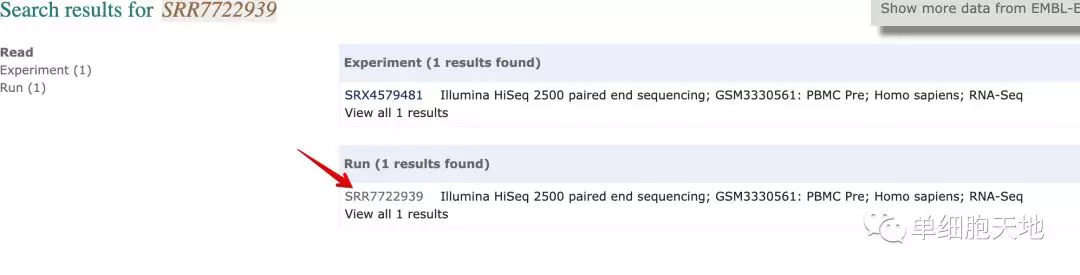 Search results for SRR7722939
Show more data from EMBL-E
Read
Experiment (1)
Run (1)
Experiment (1 results found)
SRX4579481 Illumina HiSeq 2500 paired end sequencing; GSM3330561: PBMC Pre; Homo sapiens; RNA-Seq
View all 1 results
Run (1 results found)
SRR7722939 Illumina HiSeq 2500 paired end sequencing; GSM3330561: PBMC Pre; Homo sapiens; RNA-Seq
View all 1 results
单细胞天地